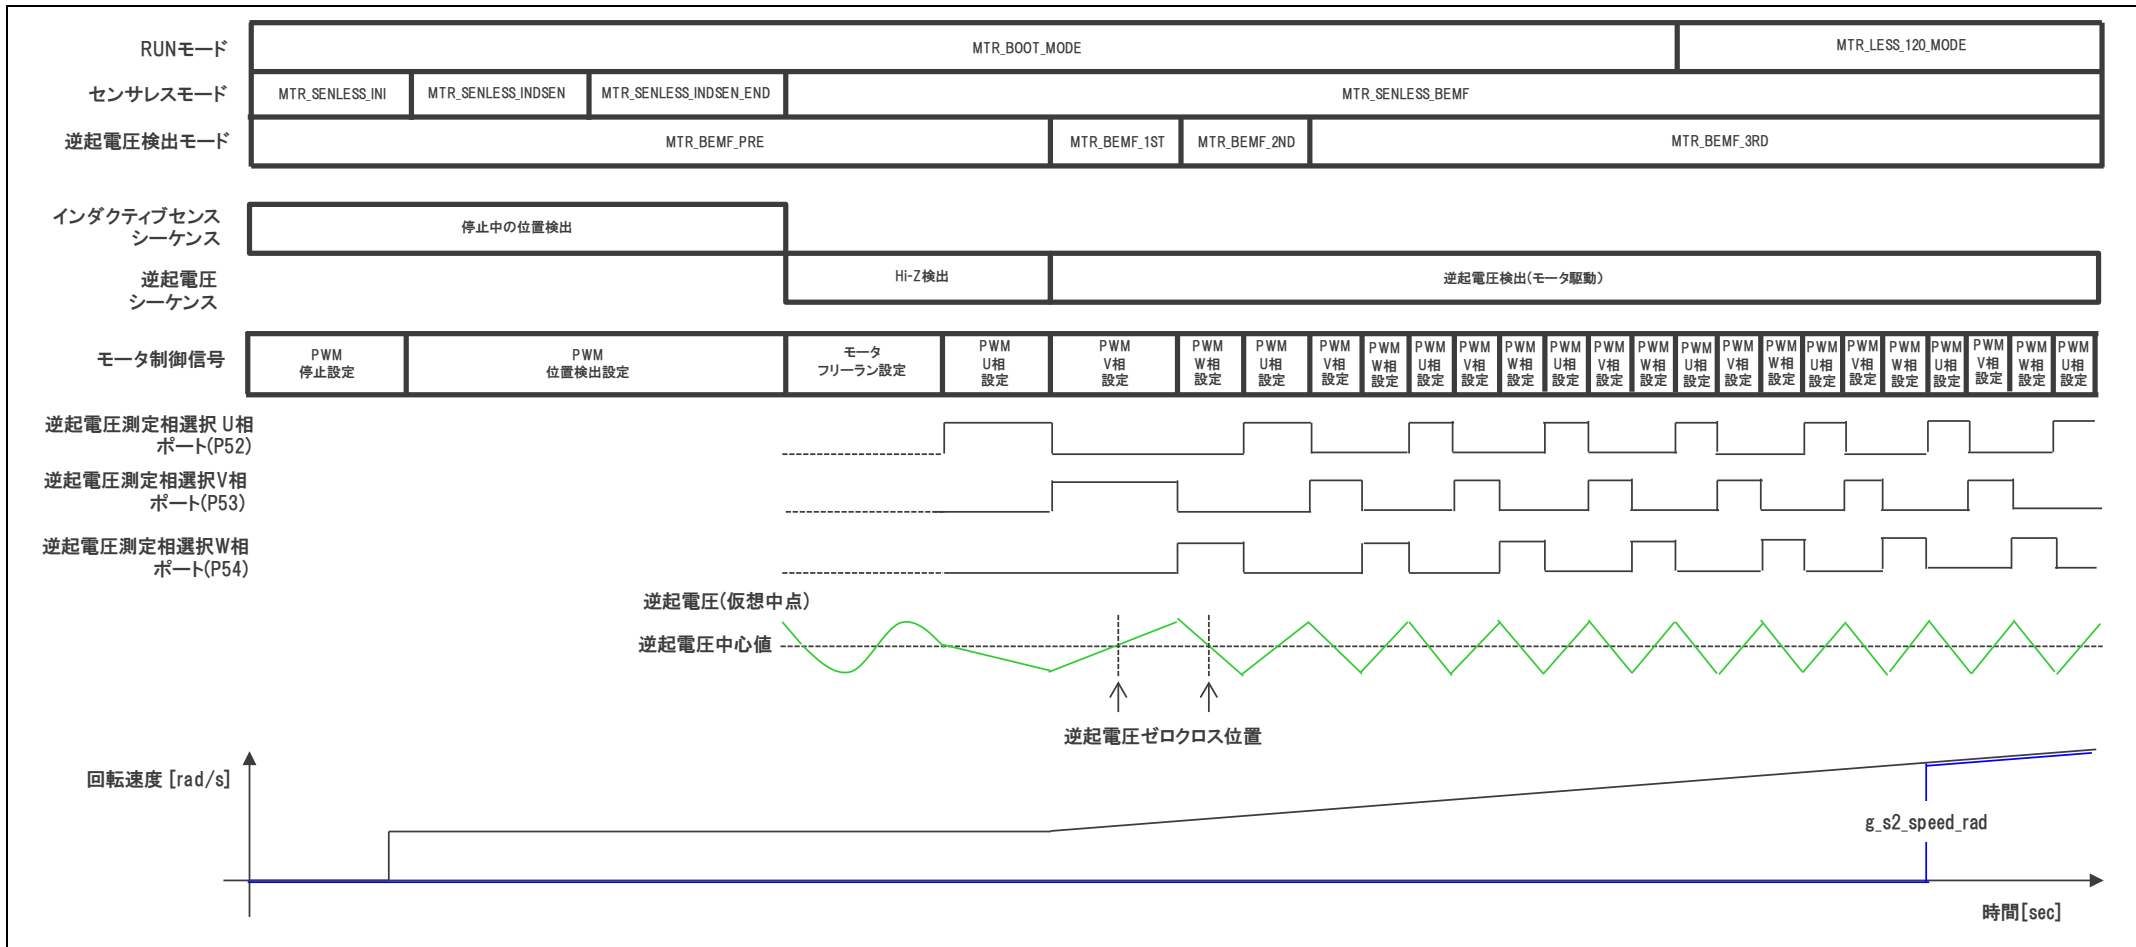 RUNモード
MTR_BOOT_MODE
MTR_LESS_120_MODE
センサレスモード
MTR_SENLESS_INI
MTR_SENLESS_INDSEN
MTR_SENLESS_INDSEN_END
MTR_SENLESS_BEMF
逆起電圧検出モード
MTR_BEMF_PRE
MTR_BEMF_1ST
MTR_BEMF_2ND
MTR_BEMF_3RD
インダクティブセンス
シーケンス
停止中の位置検出
逆起電圧
シーケンス
Hi-Z検出
逆起電圧検出(モータ駆動)
モータ制御信号
PWM
停止設定
PWM
位置検出設定
モータ
フリーラン設定
PWM
U相
設定
PWM
V相
設定
PWM
W相
設定
PWM
U相
設定
PWM
V相
設定
PWM
W相
設定
PWM
U相
設定
PWM
V相
設定
PWM
W相
設定
PWM
U相
設定
PWM
V相
設定
PWM
W相
設定
PWM
U相
設定
PWM
V相
設定
PWM
W相
設定
PWM
U相
設定
PWM
V相
設定
PWM
W相
設定
PWM
U相
設定
PWM
V相
設定
PWM
W相
設定
PWM
U相
設定
逆起電圧測定相選択 U相
ポート(P52)
逆起電圧測定相選択V相
ポート(P53)
逆起電圧測定相選択W相
ポート(P54)
逆起電圧(仮想中点)
逆起電圧中心値
逆起電圧ゼロクロス位置
回転速度 [rad/s]
g_s2_speed_rad
時間[sec]